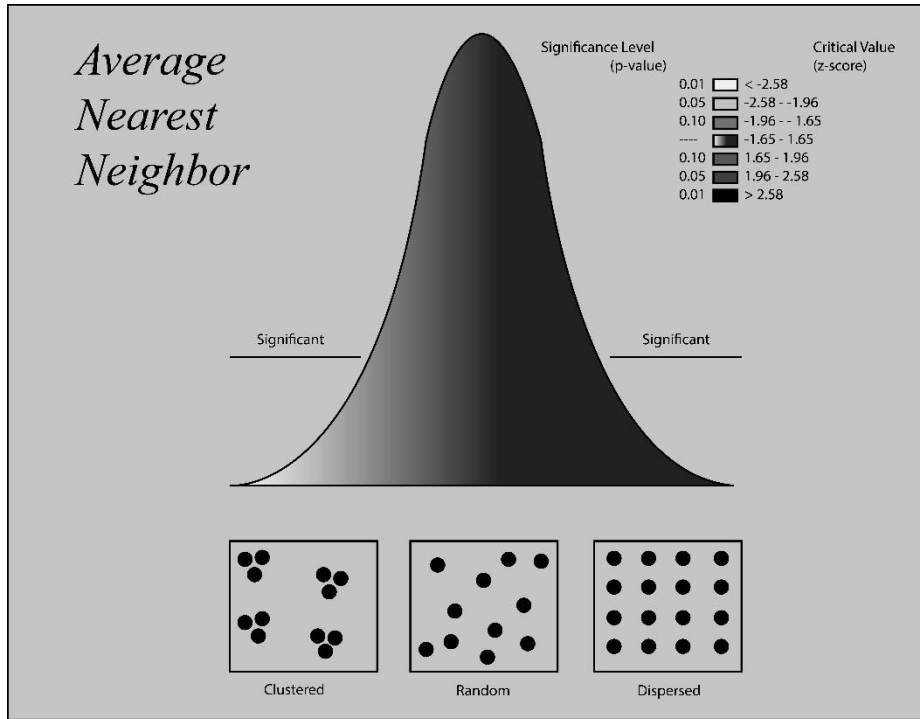 Average
Nearest
Neighbor
Significance Level
(p-value)
Critical Value
(z-score)
0.01 < -2.58
0.05 -2.58 - -1.96
0.10 -1.96 - - 1.65
---- -1.65 - 1.65
0.10 1.65 - 1.96
0.05 1.96 - 2.58
0.01 > 2.58
Significant
Significant
Clustered
Random
Dispersed